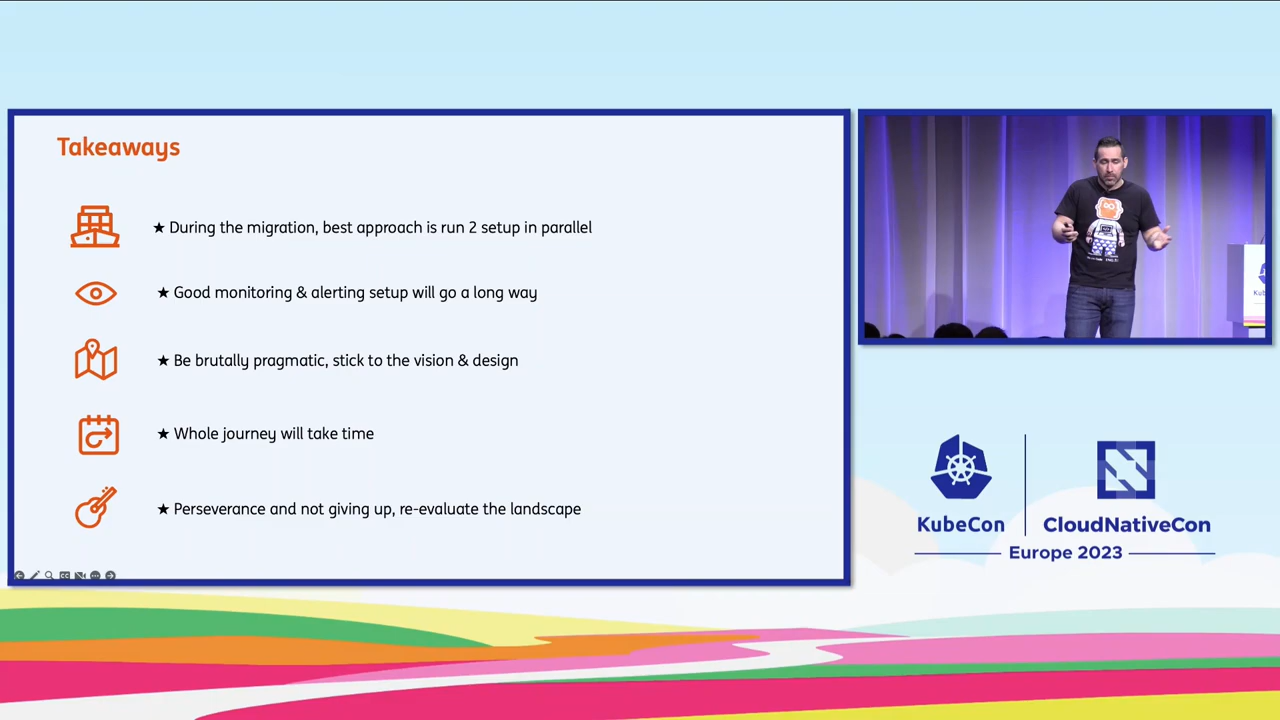 Takeaways
★ During the migration, best approach is run 2 setup in parallel
★ Good monitoring & alerting setup will go a long way
★ Be brutally pragmatic, stick to the vision & design
★ Whole journey will take time
★ Perseverance and not giving up, re-evaluate the landscape
KubeCon
CloudNativeCon
Europe 2023